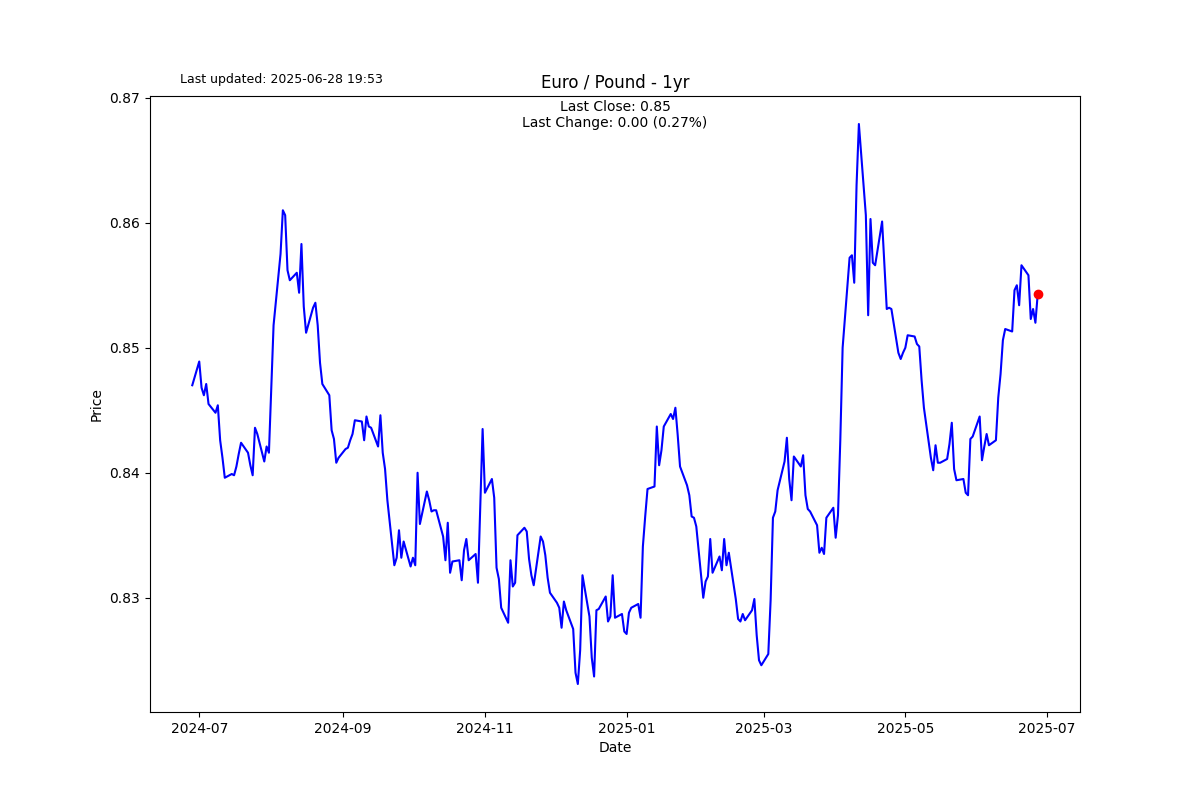 Last updated: 2025-06-28 19:53
Euro / Pound - 1yr
Last Close: 0.85
Last Change: 0.00 (0.27%)
0.87
0.86
0.85
0.84
0.83
Price
2024-07
2024-09
2024-11
2025-01
2025-03
2025-05
2025-07
Date